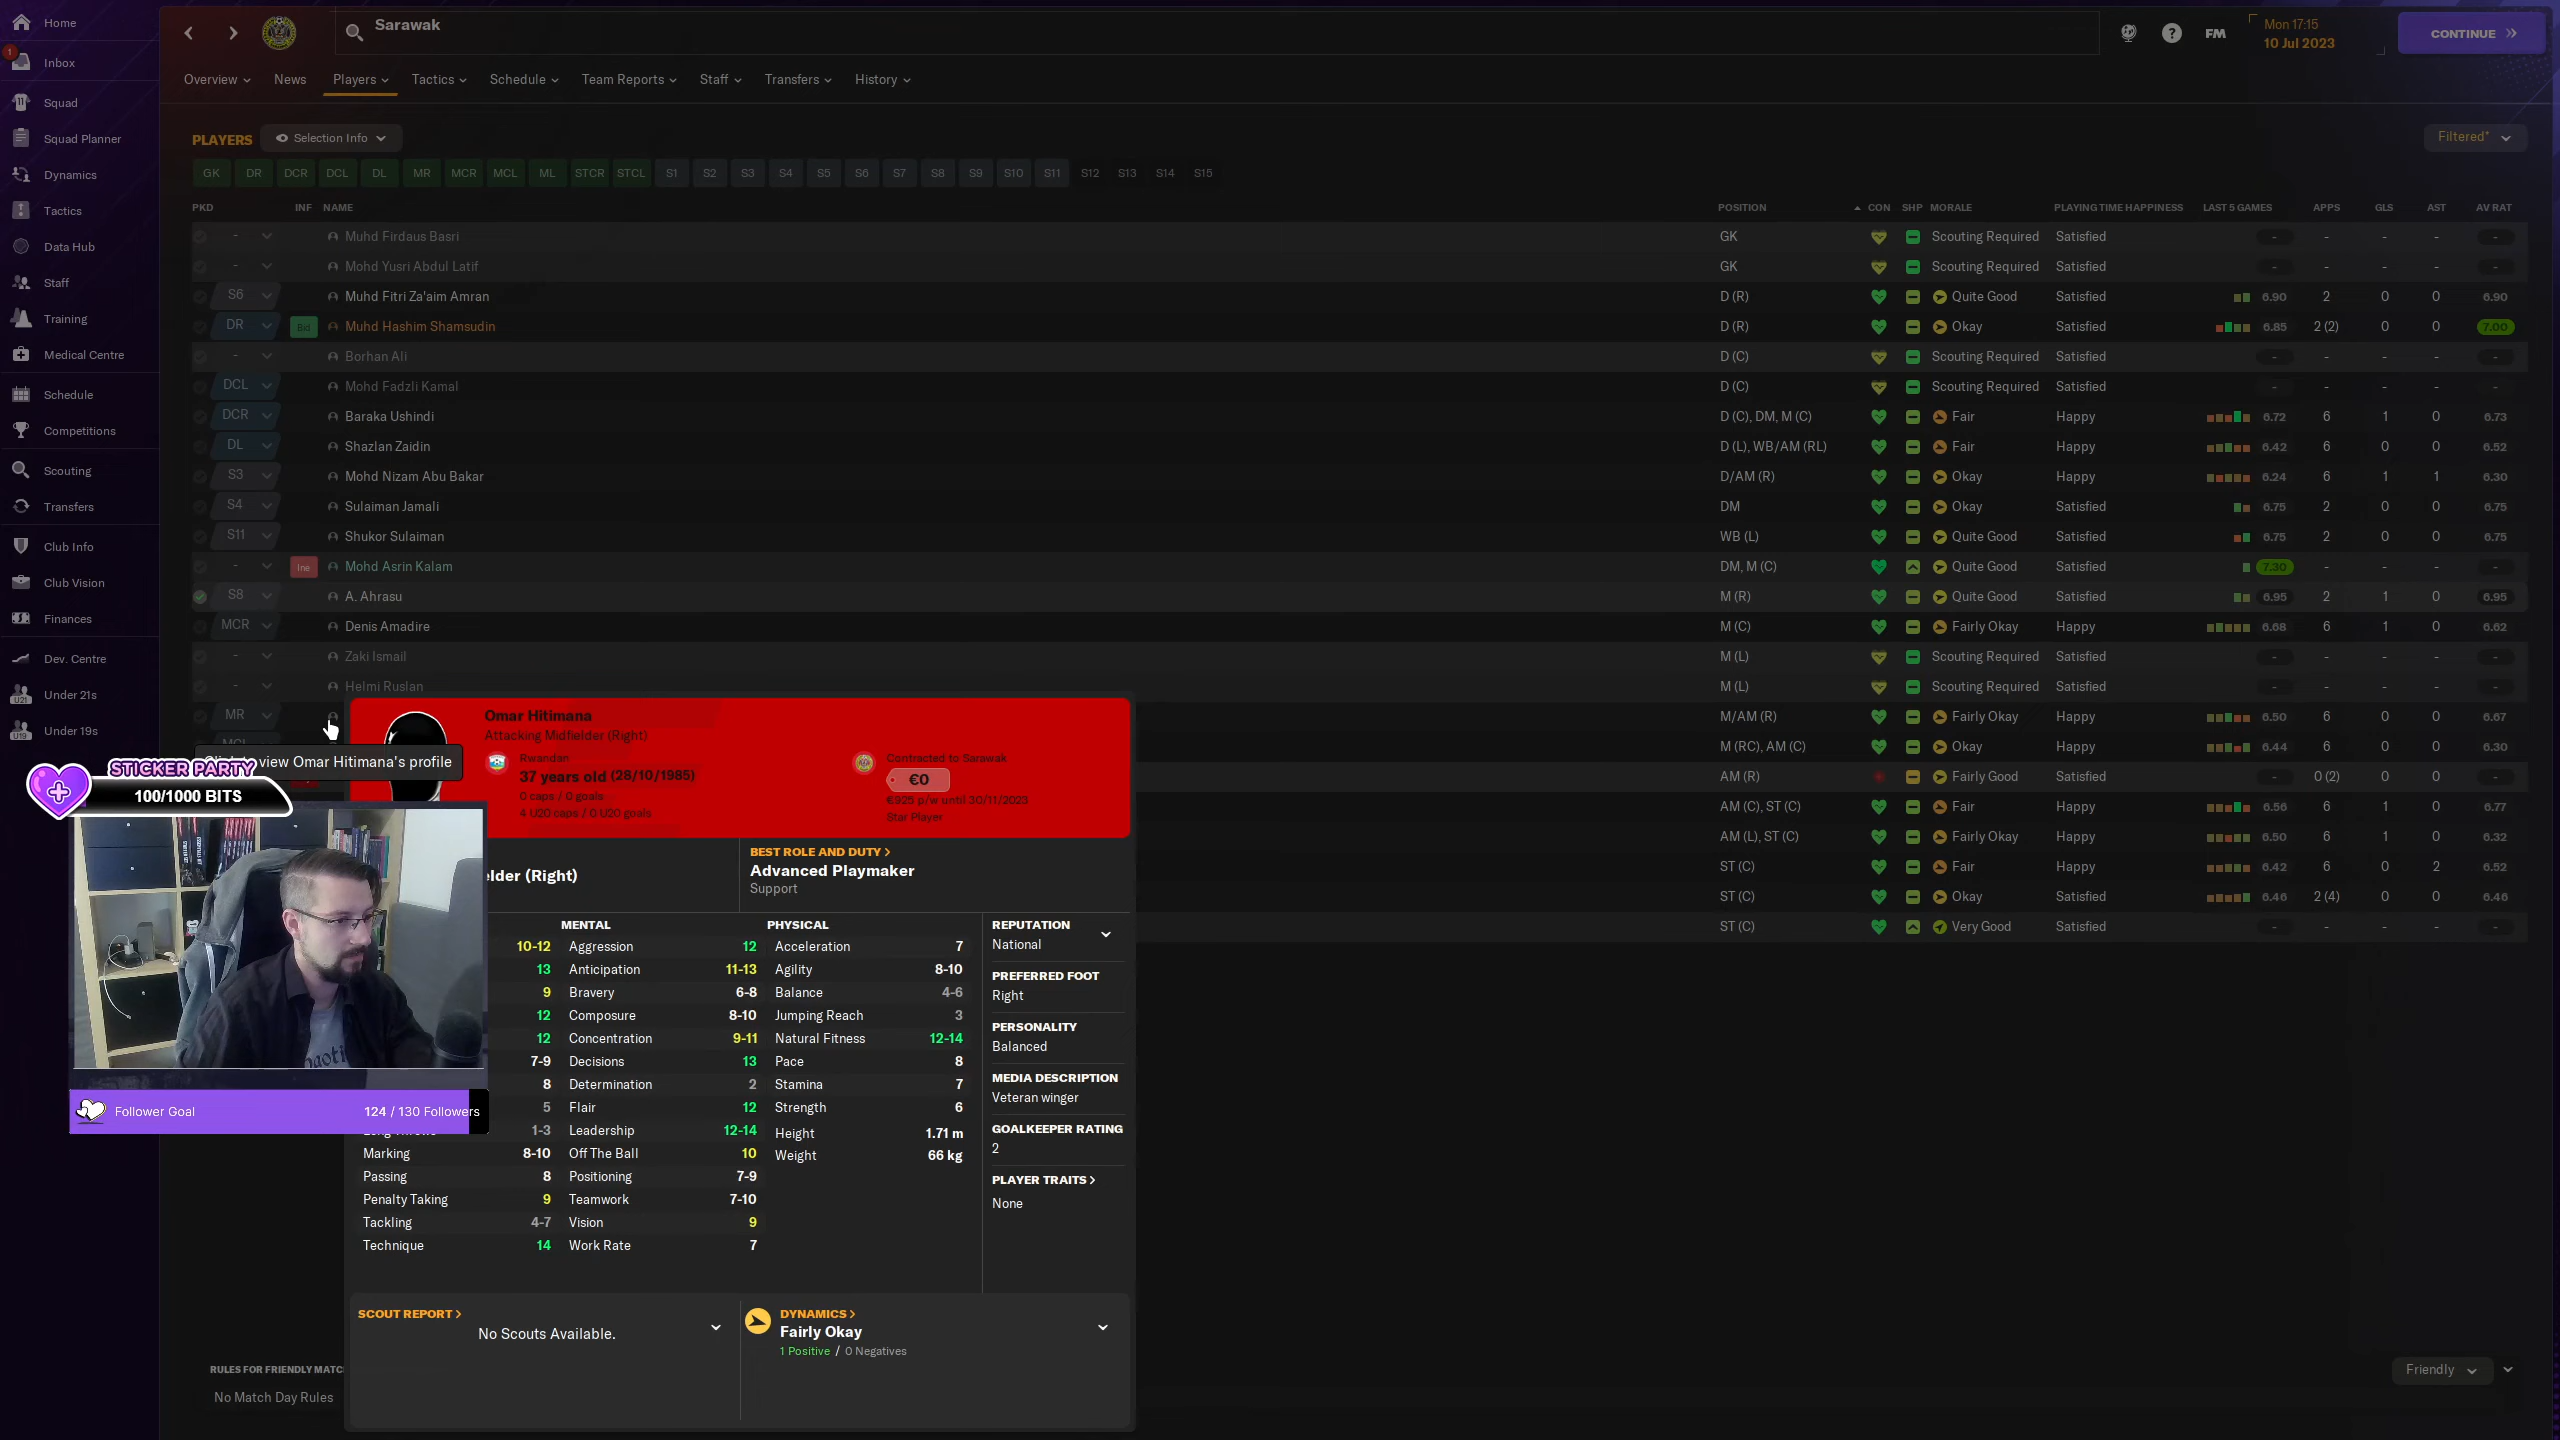 Home
Inbox
1
Squad
Squad Planner
Dynamics
Tactics
Data Hub
Staff
Training
Medical Centre
Schedule
Competitions
Scouting
Transfers
Club Info
Club Vision
Finances
Dev. Centre
Under 21s
Under 19s
Sarawak
FM
Mon 17:15
10 Jul 2023
CONTINUE
Overview News Players Tactics Schedule Team Reports Staff Transfers History
PLAYERS Selection Info
Filtered*
GK DR DCR DCL DL MR MCR MCL ML STCR STCL S1 S2 S3 S4 S5 S6 S7 S8 S9 S10 S11 S12 S13 S14 S15
PKD INF NAME POSITION CON SHP MORALE PLAYING TIME HAPPINESS LAST 5 GAMES APPS GLS AST AV RAT
- Muhd Firdaus Basri GK Scouting Required Satisfied - - - - -
- Mohd Yusri Abdul Latif GK Scouting Required Satisfied - - - - -
S6 Muhd Fitri Za'aim Amran D (R) Quite Good Satisfied 6.90 2 0 0 6.90
DR Bid Muhd Hashim Shamsudin D (R) Okay Satisfied 6.85 2 (2) 0 0 7.00
- Borhan Ali D (C) Scouting Required Satisfied - - - - -
DCL Mohd Fadzli Kamal D (C) Scouting Required Satisfied - - - - -
DCR Baraka Ushindi D (C), DM, M (C) Fair Happy 6.72 6 1 0 6.73
DL Shazlan Zaidin D (L), WB/AM (RL) Fair Happy 6.42 6 0 0 6.52
S3 Mohd Nizam Abu Bakar D/AM (R) Okay Happy 6.24 6 1 1 6.30
S4 Sulaiman Jamali DM Okay Satisfied 6.75 2 0 0 6.75
S11 Shukor Sulaiman WB (L) Quite Good Satisfied 6.75 2 0 0 6.75
- Ine Mohd Asrin Kalam DM, M (C) Quite Good Satisfied 7.30 - - - -
S8 A. Ahrasu M (R) Quite Good Satisfied 6.95 2 1 0 6.95
MCR Denis Amadire M (C) Fairly Okay Happy 6.68 6 1 0 6.62
- Zaki Ismail M (L) Scouting Required Satisfied - - - - -
- Helmi Ruslan M (L) Scouting Required Satisfied - - - - -
MR M/AM (R) Fairly Okay Happy 6.50 6 0 0 6.67
M (RC), AM (C) Okay Happy 6.44 6 1 0 6.30
AM (R) Fairly Good Satisfied - 0 (2) 0 0 -
AM (C), ST (C) Fair Happy 6.56 6 1 0 6.77
AM (L), ST (C) Fairly Okay Happy 6.50 6 1 0 6.32
ST (C) Fair Happy 6.42 6 0 2 6.52
ST (C) Okay Satisfied 6.46 2 (4) 0 0 6.46
ST (C) Very Good Satisfied - - - - -
Omar Hitimana
Attacking Midfielder (Right)
Rwandan
37 years old (28/10/1985)
0 caps / 0 goals
4 U20 caps / 0 U20 goals
Contracted to Sarawak
€0
€925 p/w until 30/11/2023
Star Player
view Omar Hitimana's profile
STICKER PARTY
100/1000 BITS
Follower Goal 124 / 130 Followers
lder (Right)
BEST ROLE AND DUTY
Advanced Playmaker
Support
MENTAL PHYSICAL
10-12 Aggression 12 Acceleration 7
13 Anticipation 11-13 Agility 8-10
9 Bravery 6-8 Balance 4-6
12 Composure 8-10 Jumping Reach 3
12 Concentration 9-11 Natural Fitness 12-14
7-9 Decisions 13 Pace 8
8 Determination 2 Stamina 7
5 Flair 12 Strength 6
1-3 Leadership 12-14 Height 1.71 m
Marking 8-10 Off The Ball 10 Weight 66 kg
Passing 8 Positioning 7-9
Penalty Taking 9 Teamwork 7-10
Tackling 4-7 Vision 9
Technique 14 Work Rate 7
REPUTATION
National
PREFERRED FOOT
Right
PERSONALITY
Balanced
MEDIA DESCRIPTION
Veteran winger
GOALKEEPER RATING
2
PLAYER TRAITS
None
SCOUT REPORT
No Scouts Available.
DYNAMICS
Fairly Okay
1 Positive / 0 Negatives
RULES FOR FRIENDLY MATC
No Match Day Rules
Friendly